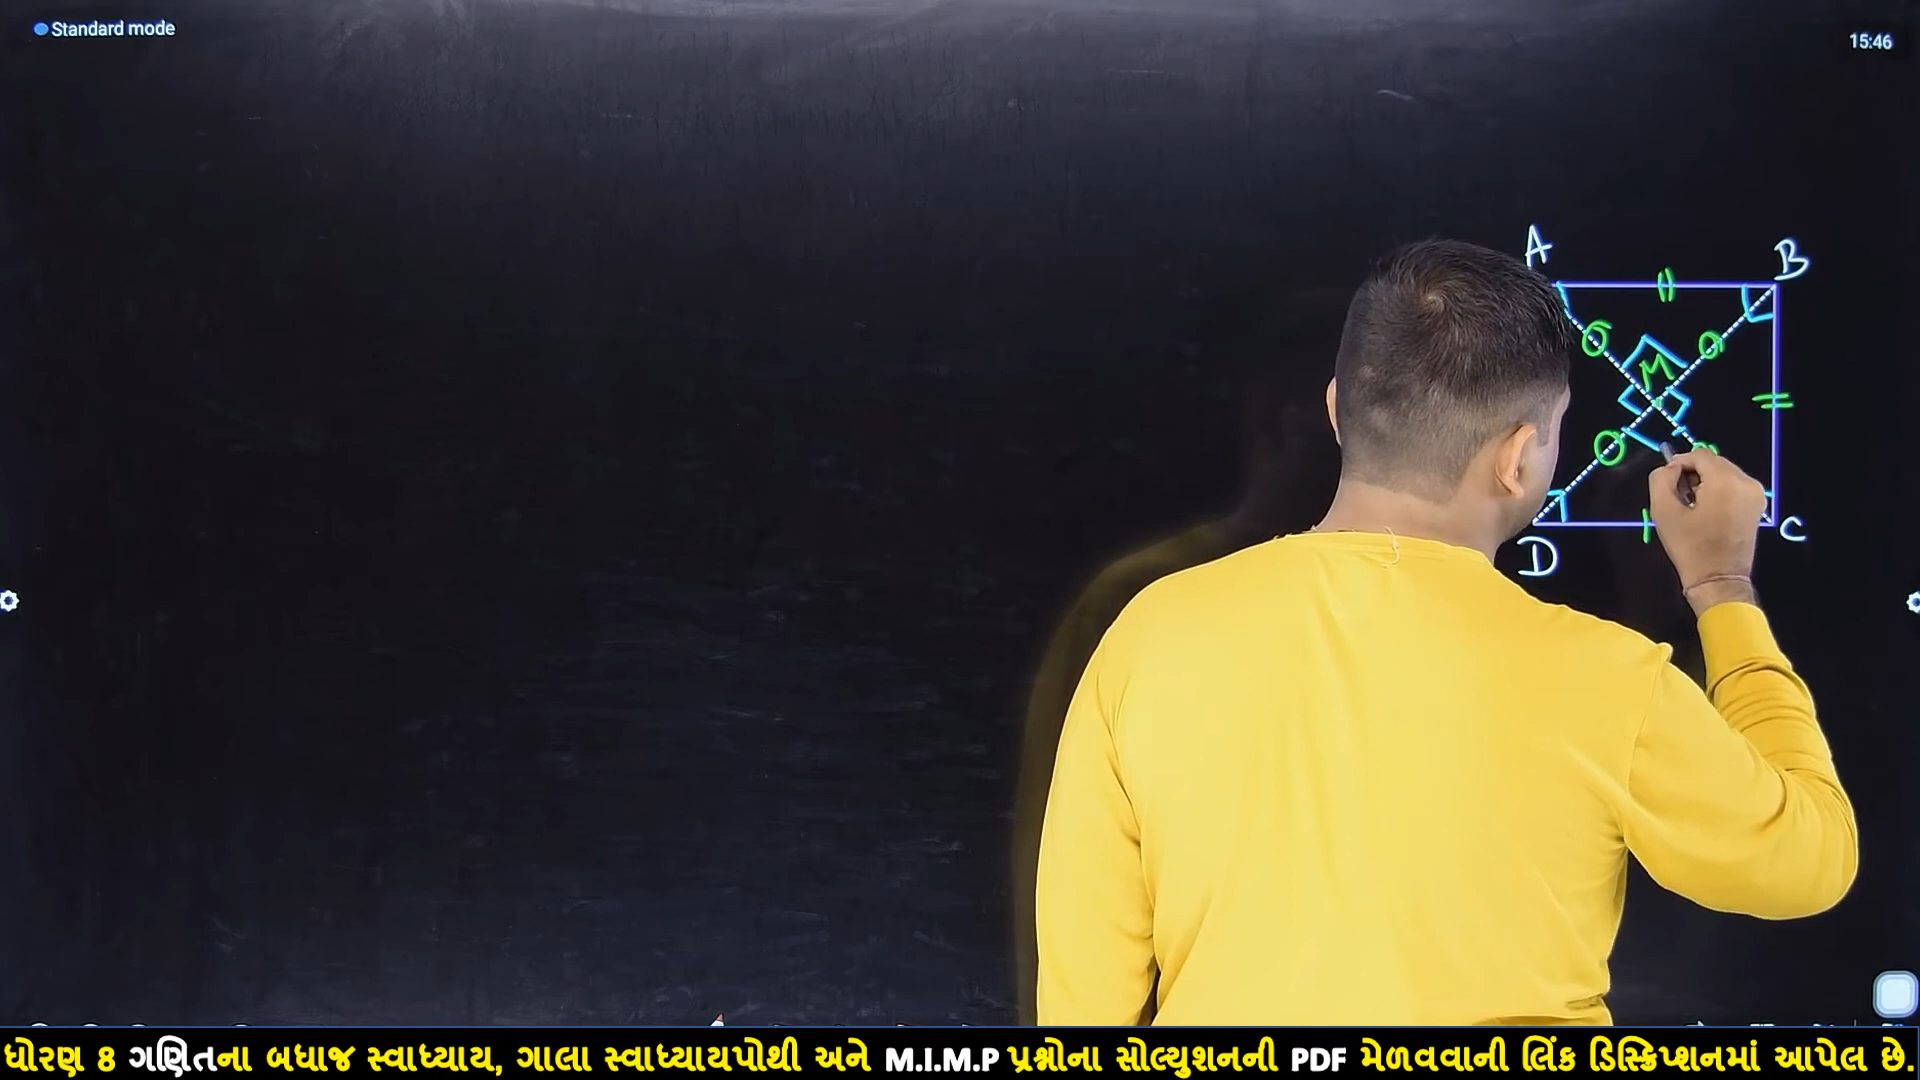 Standard mode
15:46
A
B
M
D
C
ધોરણ 8 ગણિતના બધાજ સ્વાધ્યાય, ગાલા સ્વાધ્યાયપોથી અને M.I.M.P પ્રશ્નોના સોલ્યુશનની PDF મેળવવાની લિંક ડિસ્ક્રિપ્શનમાં આપેલ છે.